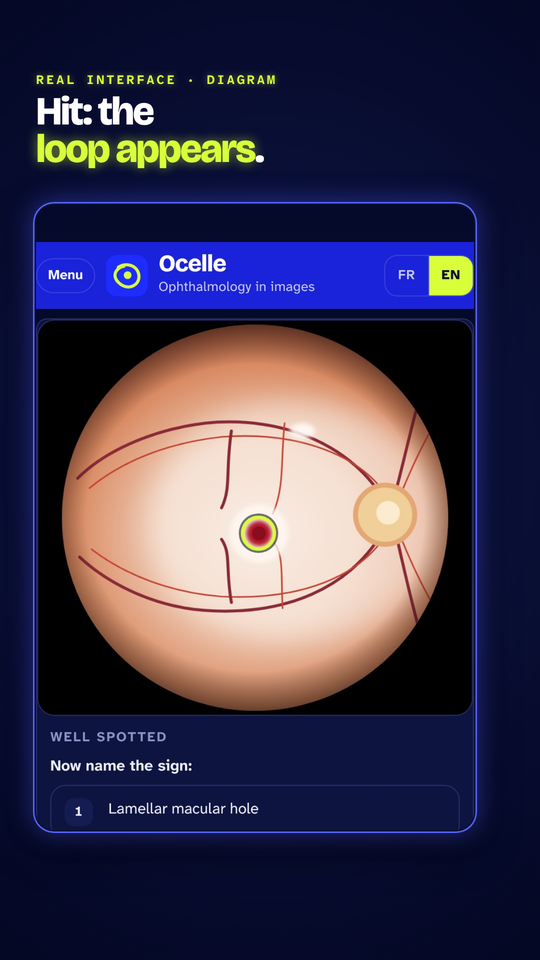 REAL INTERFACE · DIAGRAM
Hit: the
loop appears.
Menu
Ocelle
Ophthalmology in images
FR
EN
WELL SPOTTED
Now name the sign:
1
Lamellar macular hole